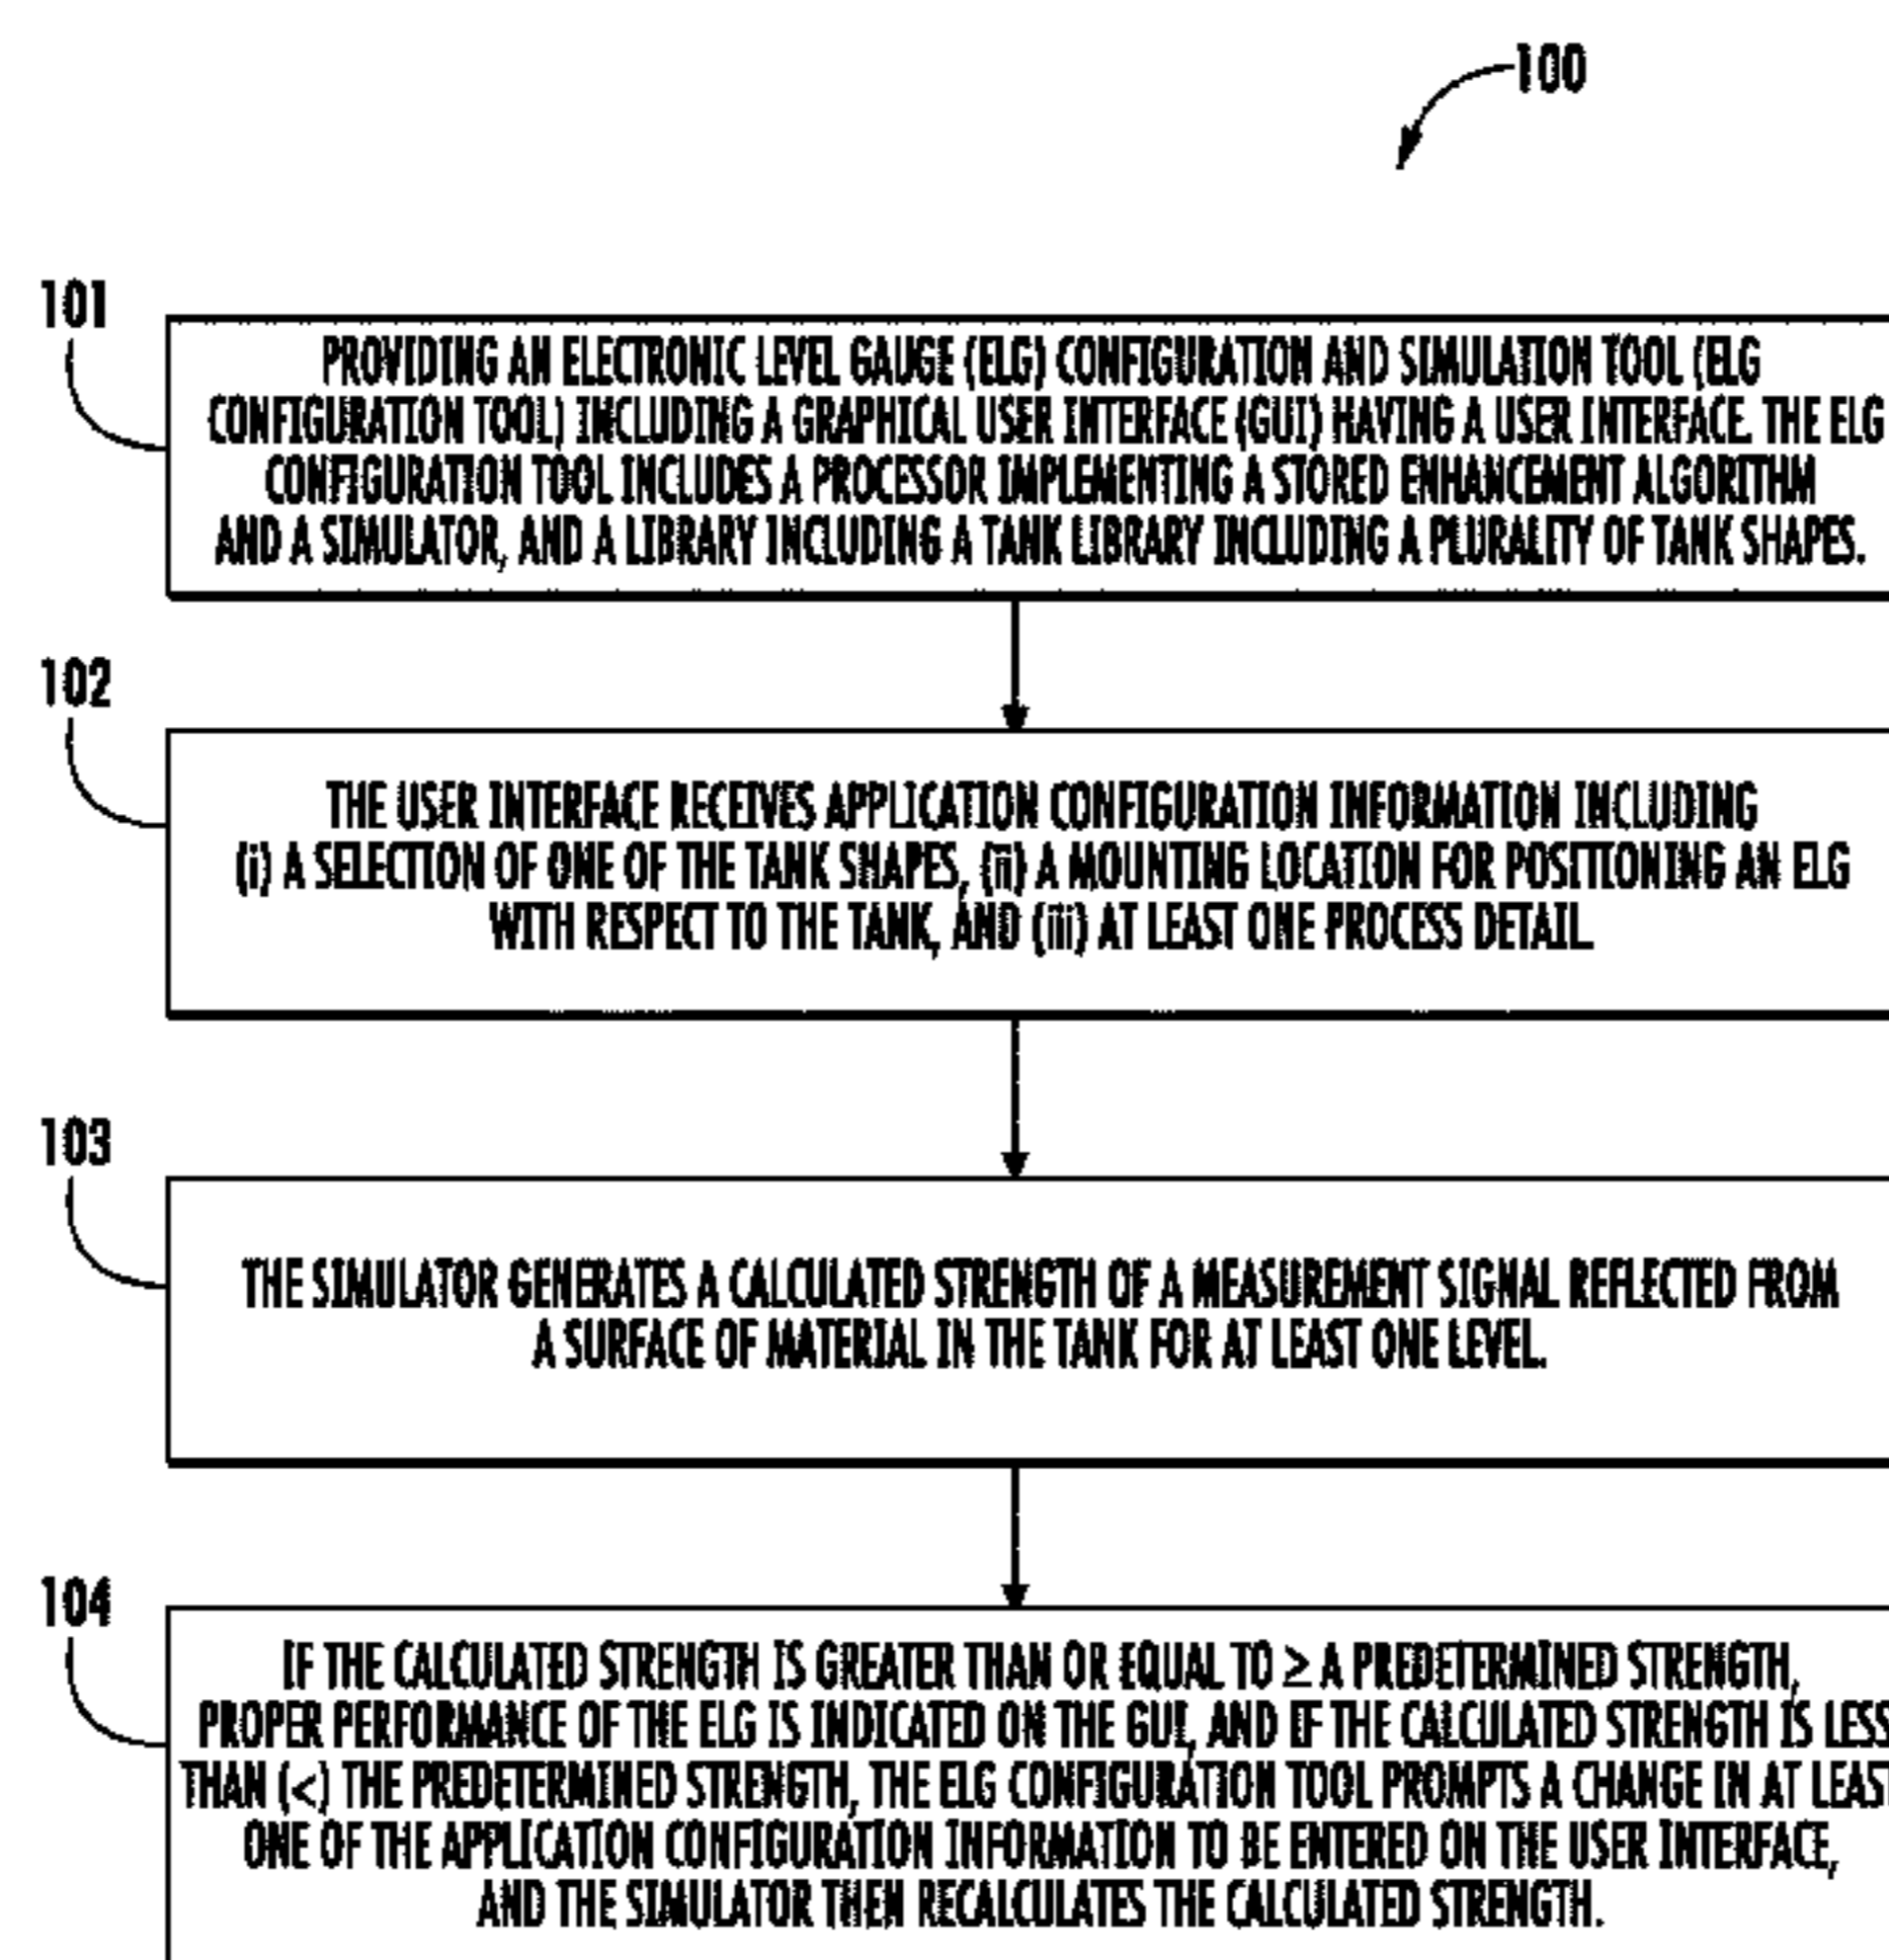 100
101
PROVIDING AN ELECTRONIC LEVEL GAUGE (ELG) CONFIGURATION AND SIMULATION TOOL (ELG
CONFIGURATION TOOL) INCLUDING A GRAPHICAL USER INTERFACE (GUI) HAVING A USER INTERFACE. THE ELG
CONFIGURATION TOOL INCLUDES A PROCESSOR IMPLEMENTING A STORED ENHANCEMENT ALGORITHM
AND A SIMULATOR, AND A LIBRARY INCLUDING A TANK LIBRARY INCLUDING A PLURALITY OF TANK SHAPES.
102
THE USER INTERFACE RECEIVES APPLICATION CONFIGURATION INFORMATION INCLUDING
(i) A SELECTION OF ONE OF THE TANK SHAPES, (ii) A MOUNTING LOCATION FOR POSITIONING AN ELG
WITH RESPECT TO THE TANK, AND (iii) AT LEAST ONE PROCESS DETAIL.
103
THE SIMULATOR GENERATES A CALCULATED STRENGTH OF A MEASUREMENT SIGNAL REFLECTED FROM
A SURFACE OF MATERIAL IN THE TANK FOR AT LEAST ONE LEVEL.
104
IF THE CALCULATED STRENGTH IS GREATER THAN OR EQUAL TO ≥ A PREDETERMINED STRENGTH,
PROPER PERFORMANCE OF THE ELG IS INDICATED ON THE GUI, AND IF THE CALCULATED STRENGTH IS LESS
THAN (<) THE PREDETERMINED STRENGTH, THE ELG CONFIGURATION TOOL PROMPTS A CHANGE IN AT LEAST
ONE OF THE APPLICATION CONFIGURATION INFORMATION TO BE ENTERED ON THE USER INTERFACE,
AND THE SIMULATOR THEN RECALCULATES THE CALCULATED STRENGTH.